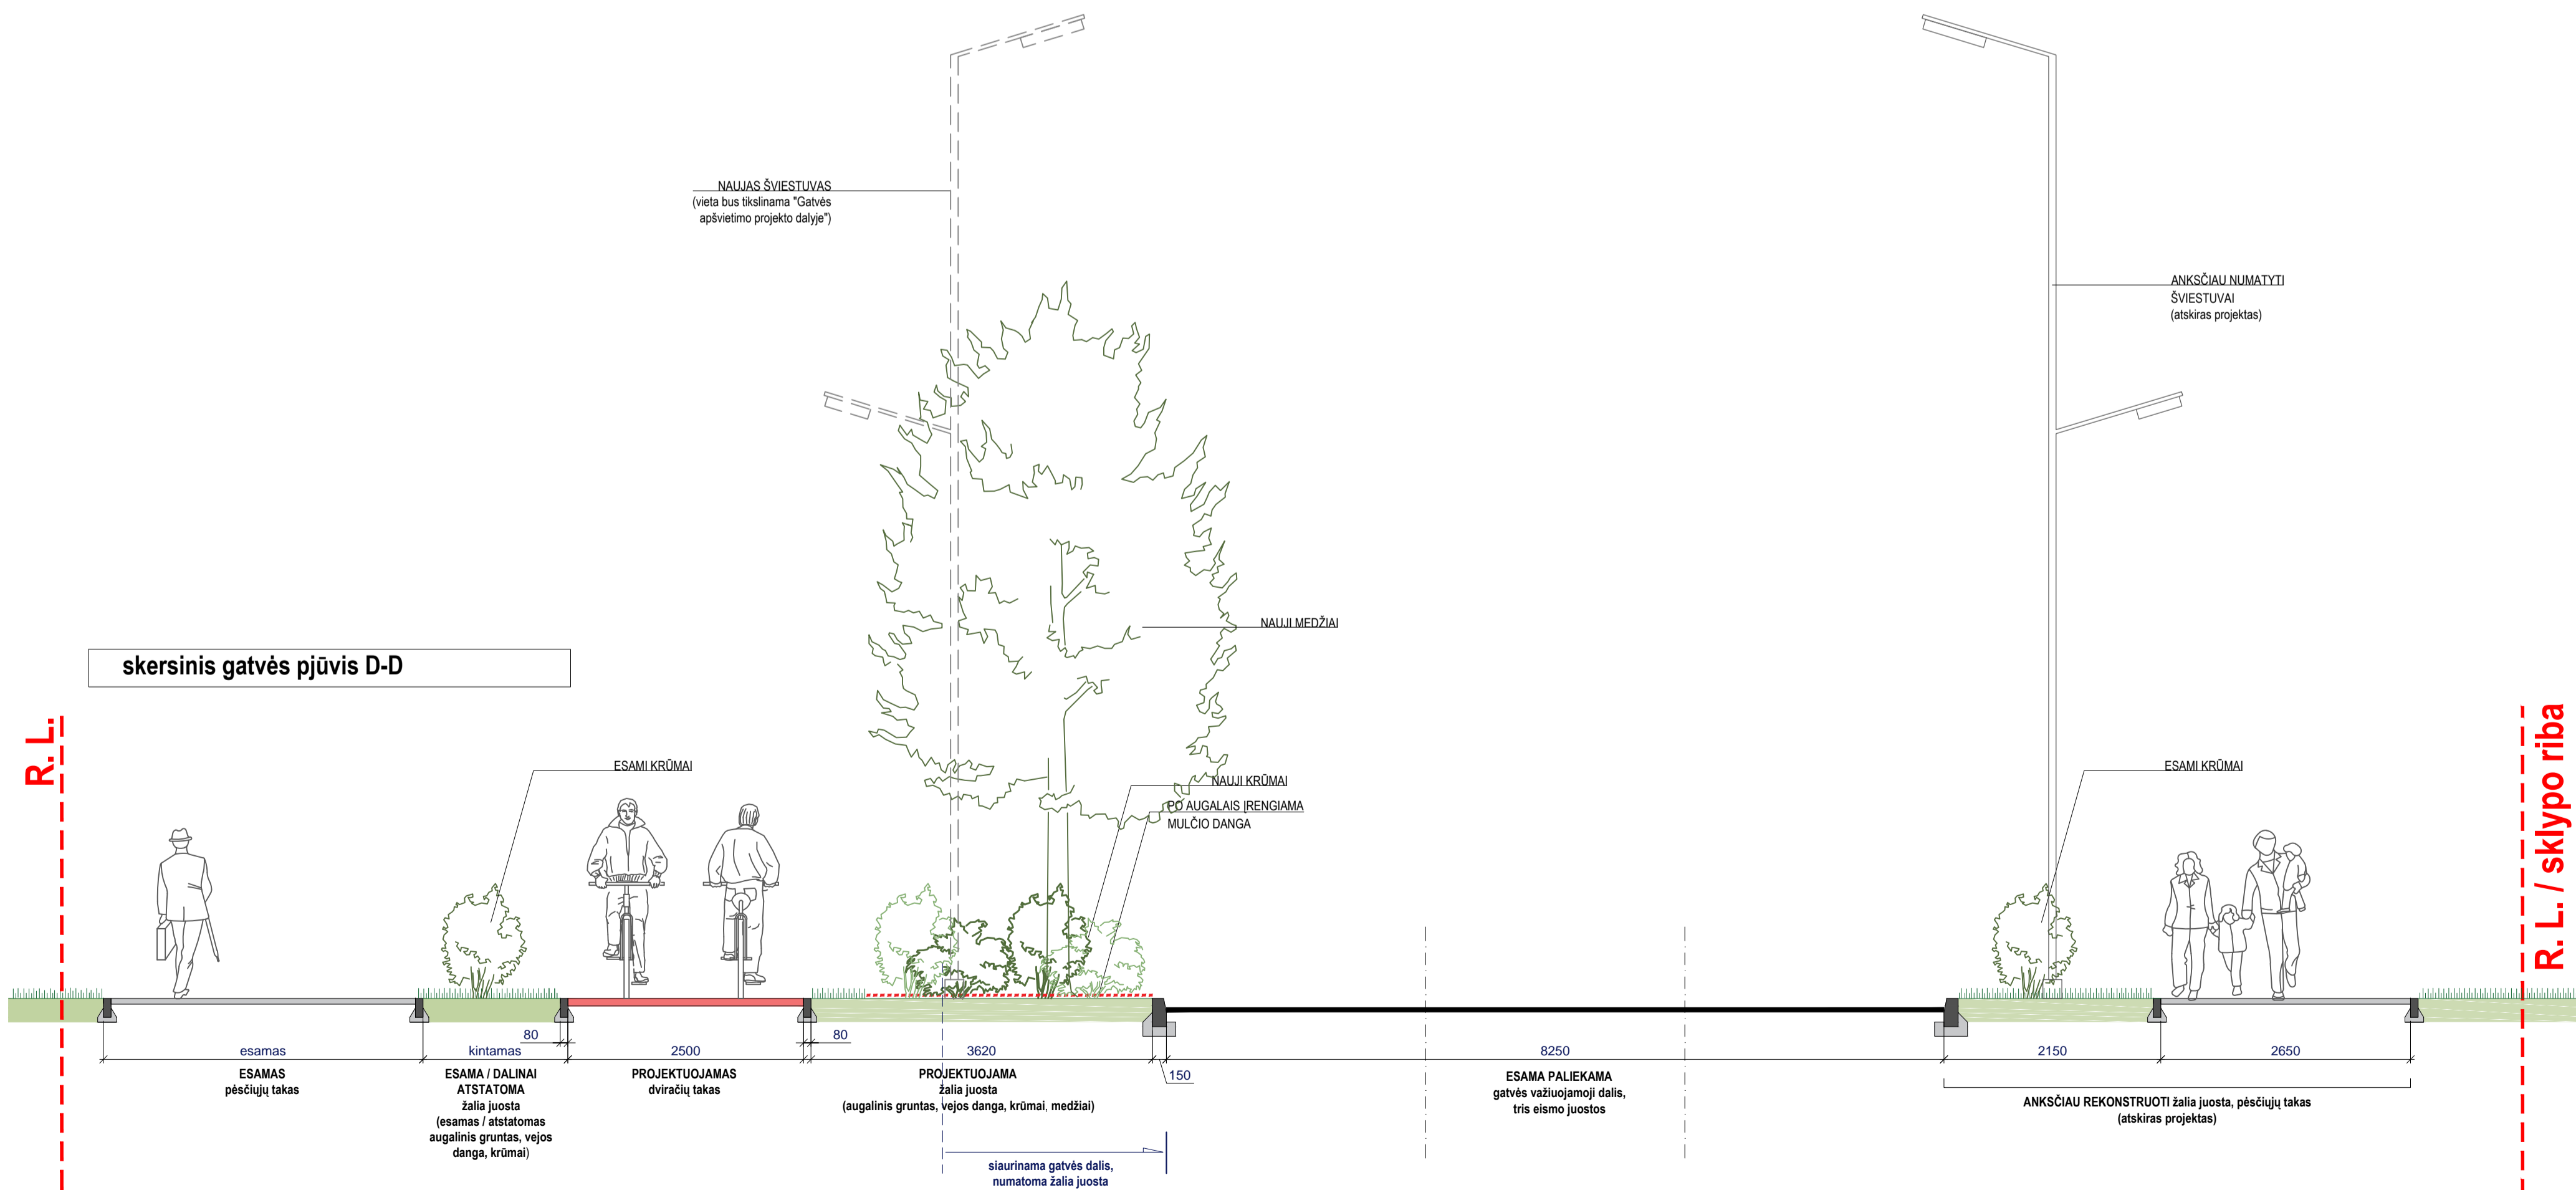 NAUJAS ŠVIESTUVAS
(vieta bus tikslinama "Gatvės
apšvietimo projekto dalyje")
ANKSČIAU NUMATYTI
ŠVIESTUVAI
(atskiras projektas)
NAUJI MEDŽIAI
skersinis gatvės pjūvis D-D
R. L.
R. L. / sklypo riba
ESAMI KRŪMAI
NAUJI KRŪMAI
PO AUGALAIS ĮRENGIAMA
MULČIO DANGA
ESAMI KRŪMAI
80
80
esamas
kintamas
2500
3620
150
8250
2150
2650
ESAMAS
pėsčiųjų takas
ESAMA / DALINAI
ATSTATOMA
žalia juosta
(esamas / atstatomas
augalinis gruntas, vejos
danga, krūmai)
PROJEKTUOJAMAS
dviračių takas
PROJEKTUOJAMA
žalia juosta
(augalinis gruntas, vejos danga, krūmai, medžiai)
siaurinama gatvės dalis,
numatoma žalia juosta
ESAMA PALIEKAMA
gatvės važiuojamoji dalis,
tris eismo juostos
ANKSČIAU REKONSTRUOTI žalia juosta, pėsčiųjų takas
(atskiras projektas)